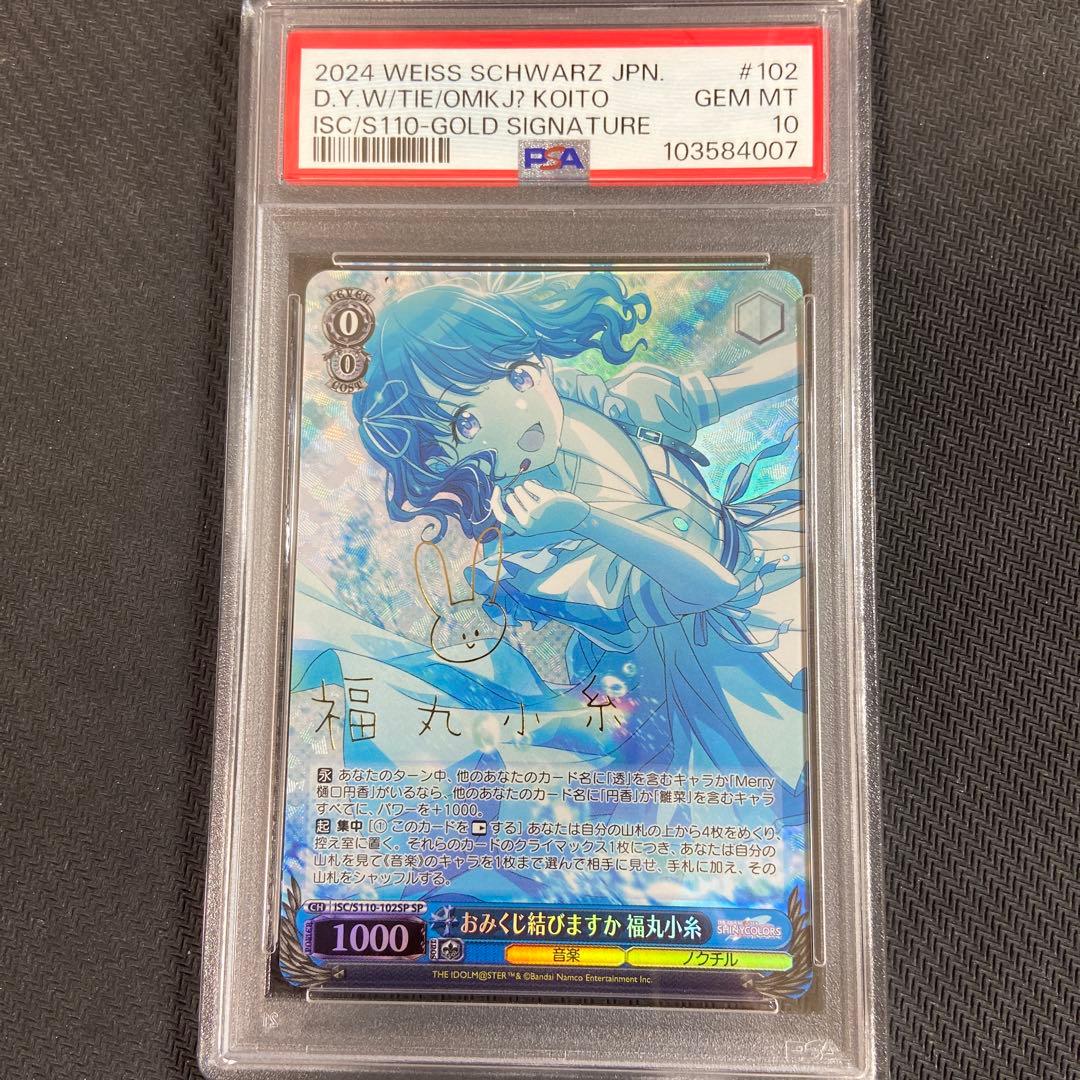 2024 WEISS SCHWARZ JPN. #102
D.Y.W/TIE/OMKJ? KOITO GEM MT
ISC/S110-GOLD SIGNATURE 10
PSA 103584007
LEVEL
0
0
COST
福丸小糸
永 あなたのターン中、他のあなたのカード名に「透」を含むキャラか「Merry
樋口円香」がいるなら、他のあなたのカード名に「円香」か「雛菜」を含むキャラ
すべてに、パワーを+1000。
起 集中 [① このカードを する] あなたは自分の山札の上から4枚をめくり、
控え室に置く。それらのカードのクライマックス1枚につき、あなたは自分の
山札を見て《音楽》のキャラを1枚まで選んで相手に見せ、手札に加え、その
山札をシャッフルする。
CH ISC/S110-102SP SP
POWER 1000 SOUL おみくじ結びますか 福丸小糸 SHINYCOLORS
音楽 ノクチル
THE IDOLM@STER™& ©Bandai Namco Entertainment Inc.
PSA